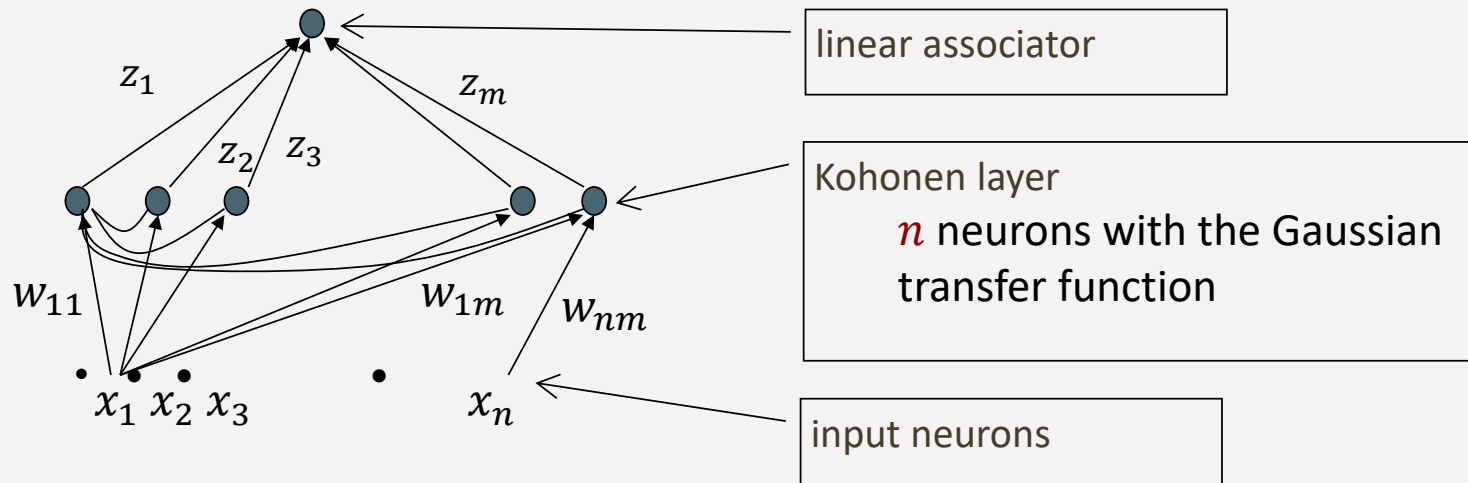 linear associator
z₁
zₘ
z₂
z₃
Kohonen layer
n neurons with the Gaussian
transfer function
w₁₁
w₁ₘ
wₙₘ
x₁ x₂ x₃ xₙ
input neurons